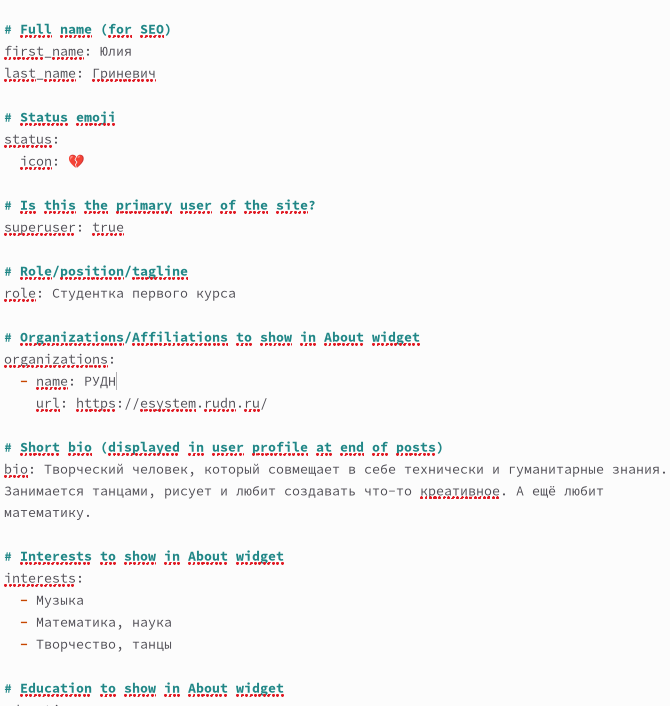 # Full name (for SEO)
first_name: Юлия
last_name: Гриневич
# Status emoji
status:
icon: 💔
# Is this the primary user of the site?
superuser: true
# Role/position/tagline
role: Студентка первого курса
# Organizations/Affiliations to show in About widget
organizations:
- name: РУДН
url: https://esystem.rudn.ru/
# Short bio (displayed in user profile at end of posts)
bio: Творческий человек, который совмещает в себе технически и гуманитарные знания.
Занимается танцами, рисует и любит создавать что-то креативное. А ещё любит
математику.
# Interests to show in About widget
interests:
- Музыка
- Математика, наука
- Творчество, танцы
# Education to show in About widget